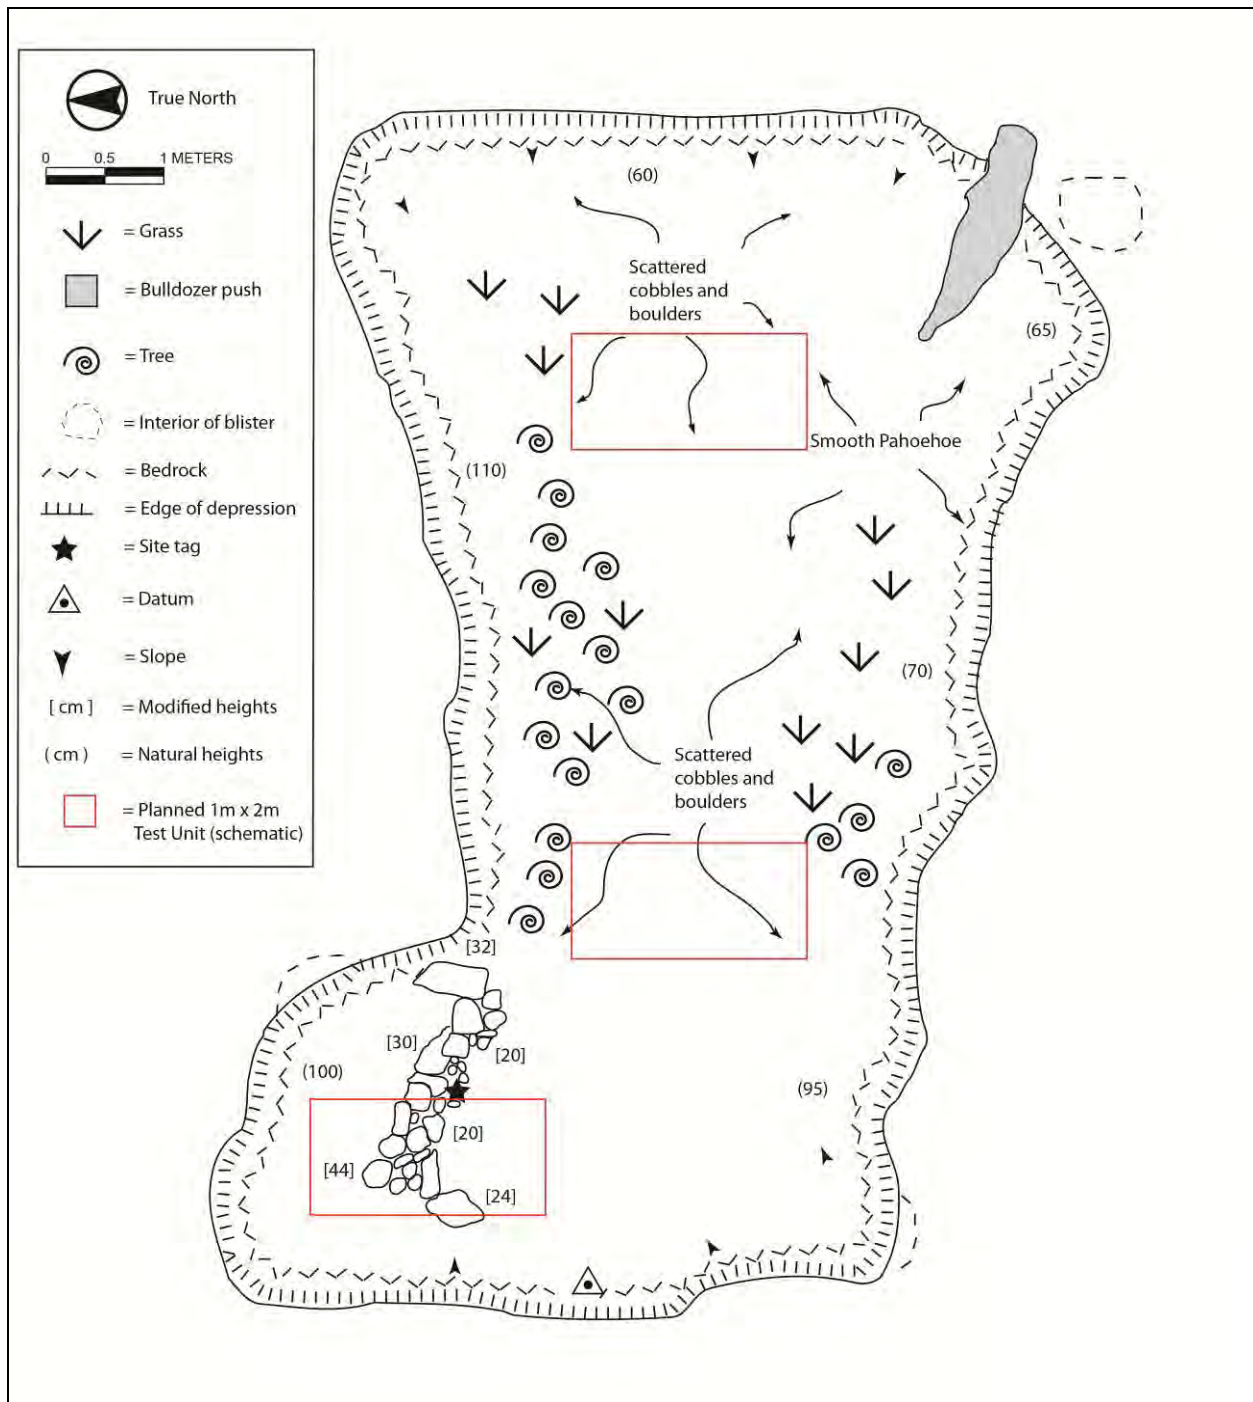 True North
0 0.5 1 METERS
= Grass
= Bulldozer push
= Tree
= Interior of blister
= Bedrock
= Edge of depression
= Site tag
= Datum
= Slope
[ cm ] = Modified heights
( cm ) = Natural heights
= Planned 1m x 2m
Test Unit (schematic)
(60)
Scattered
cobbles and
boulders
(65)
Smooth Pahoehoe
(110)
(70)
Scattered
cobbles and
boulders
[32]
[30]
[20]
(100)
(95)
[20]
[44]
[24]